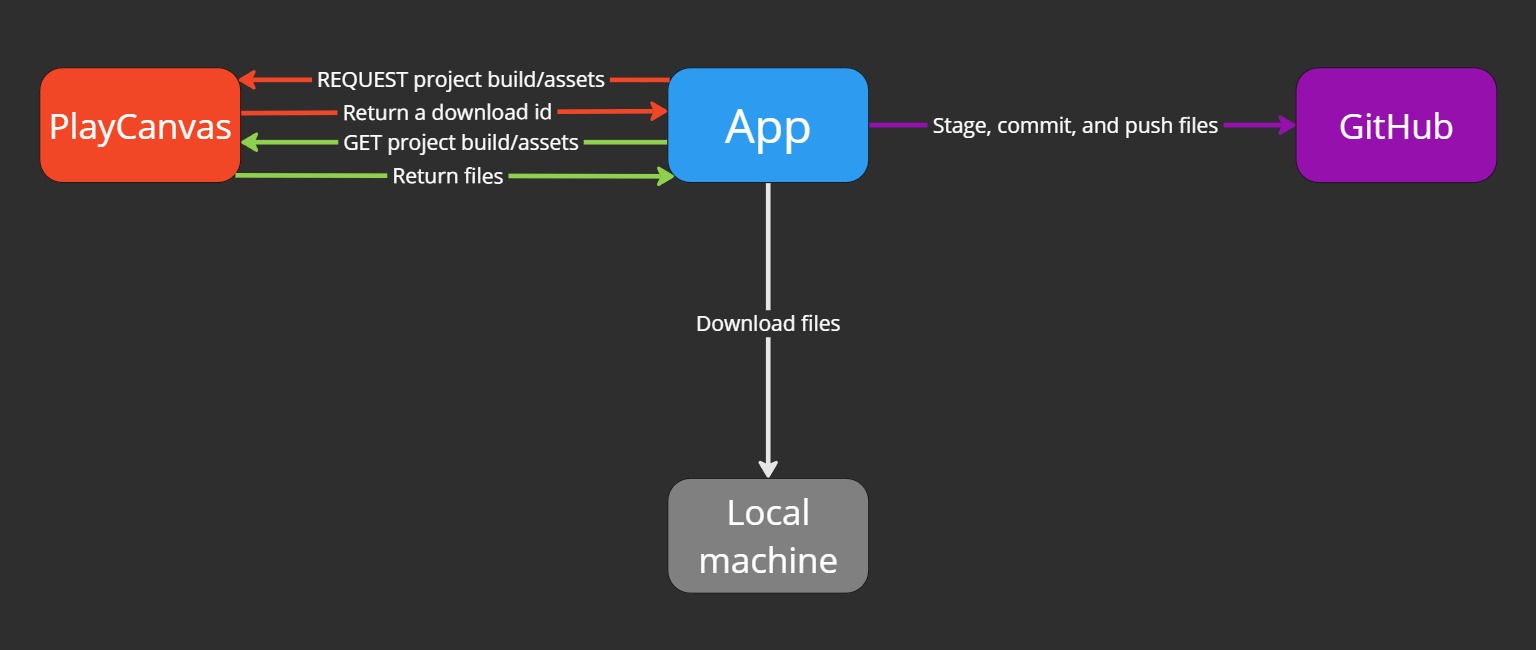 REQUEST project build/assets
PlayCanvas
Return a download id
GET project build/assets
Return files
App
Stage, commit, and push files
GitHub
Download files
Local
machine